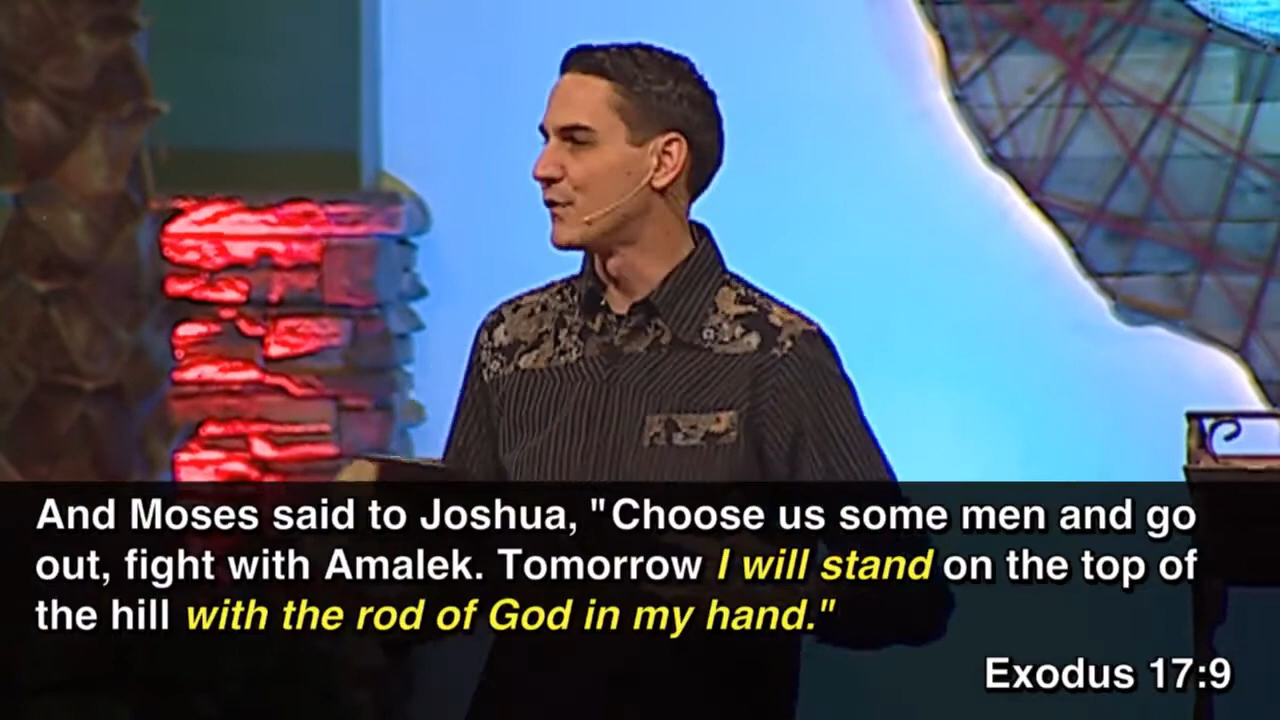 And Moses said to Joshua, "Choose us some men and go
out, fight with Amalek. Tomorrow I will stand on the top of
the hill with the rod of God in my hand."
Exodus 17:9